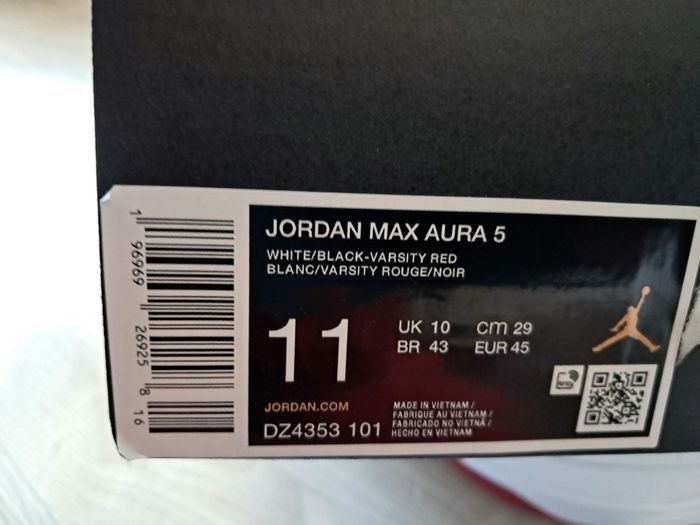 JORDAN MAX AURA 5
WHITE/BLACK-VARSITY RED
BLANC/VARSITY ROUGE/NOIR
11
UK 10 cm 29
BR 43 EUR 45
JORDAN.COM
DZ4353 101
MADE IN VIETNAM /
FABRIQUE AU VIETNAM /
FABRICADO NO VIETNÃ /
HECHO EN VIETNAM
1 96969 26925 8 16